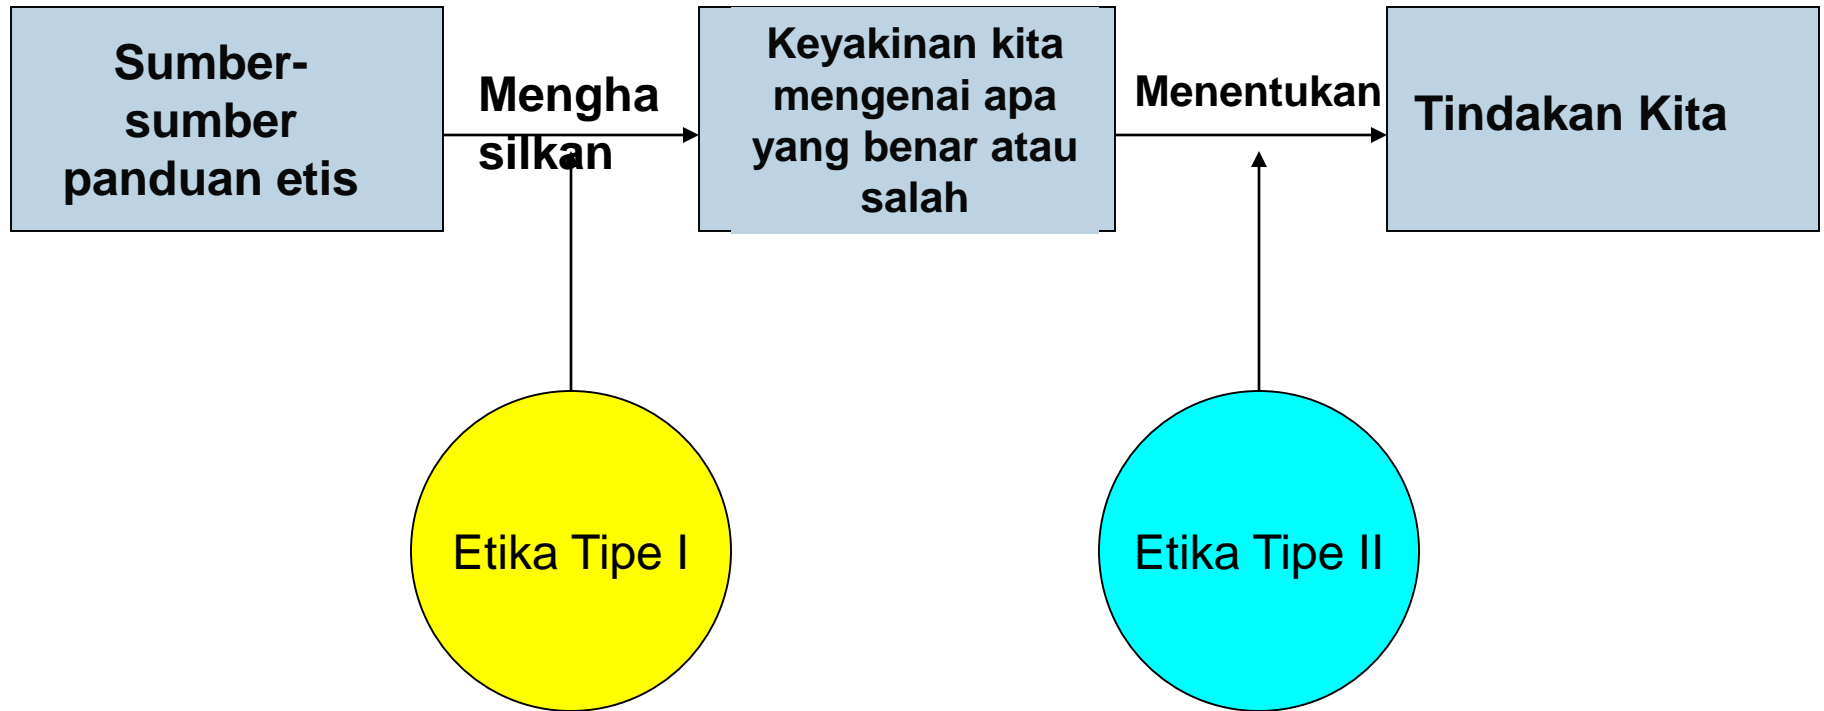 Sumber-
sumber
panduan etis
Mengha
silkan
Keyakinan kita
mengenai apa
yang benar atau
salah
Menentukan
Tindakan Kita
Etika Tipe I
Etika Tipe II